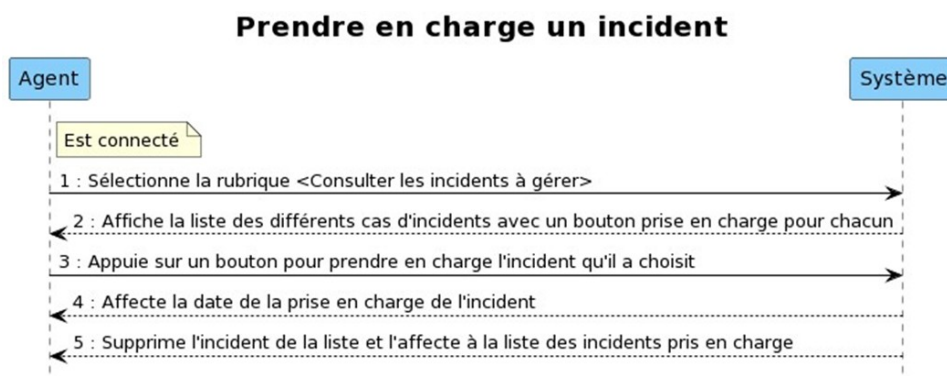 Prendre en charge un incident
Agent
Système
Est connecté
1 : Sélectionne la rubrique <Consulter les incidents à gérer>
2 : Affiche la liste des différents cas d'incidents avec un bouton prise en charge pour chacun
3 : Appuie sur un bouton pour prendre en charge l'incident qu'il a choisit
4 : Affecte la date de la prise en charge de l'incident
5 : Supprime l'incident de la liste et l'affecte à la liste des incidents pris en charge